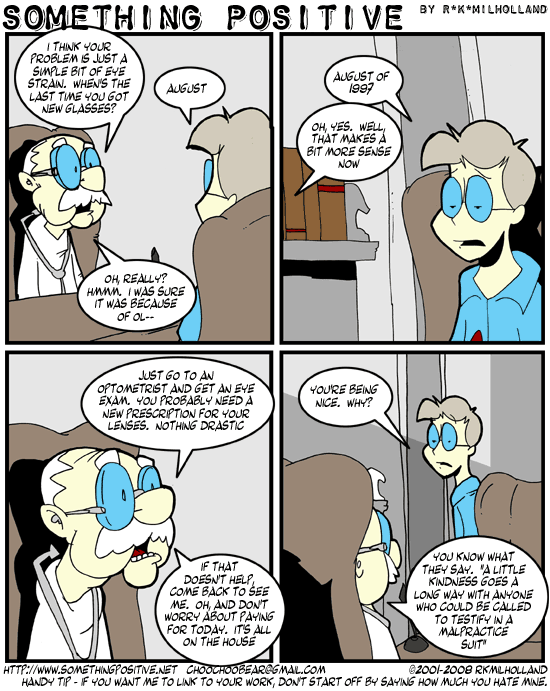 SOMETHING POSITIVE BY R*K*MILHOLLAND
I THINK YOUR
PROBLEM IS JUST A
SIMPLE BIT OF EYE
STRAIN. WHEN'S THE
LAST TIME YOU GOT
NEW GLASSES?
AUGUST
OH, REALLY?
HMMM. I WAS SURE
IT WAS BECAUSE
OF OL--
AUGUST OF
1997
OH, YES. WELL,
THAT MAKES A
BIT MORE SENSE
NOW
JUST GO TO AN
OPTOMETRIST AND GET AN EYE
EXAM. YOU PROBABLY NEED A
NEW PRESCRIPTION FOR YOUR
LENSES. NOTHING DRASTIC
IF THAT
DOESN'T HELP,
COME BACK TO SEE
ME. OH, AND DON'T
WORRY ABOUT PAYING
FOR TODAY. IT'S ALL
ON THE HOUSE
YOU'RE BEING
NICE. WHY?
YOU KNOW WHAT
THEY SAY. "A LITTLE
KINDNESS GOES A
LONG WAY WITH ANYONE
WHO COULD BE CALLED
TO TESTIFY IN A
MALPRACTICE
SUIT"
HTTP://WWW.SOMETHINGPOSITIVE.NET CHOOCHOOBEAR@GMAIL.COM ©2001-2008 RKMILHOLLAND
HANDY TIP - IF YOU WANT ME TO LINK TO YOUR WORK, DON'T START OFF BY SAYING HOW MUCH YOU HATE MINE.